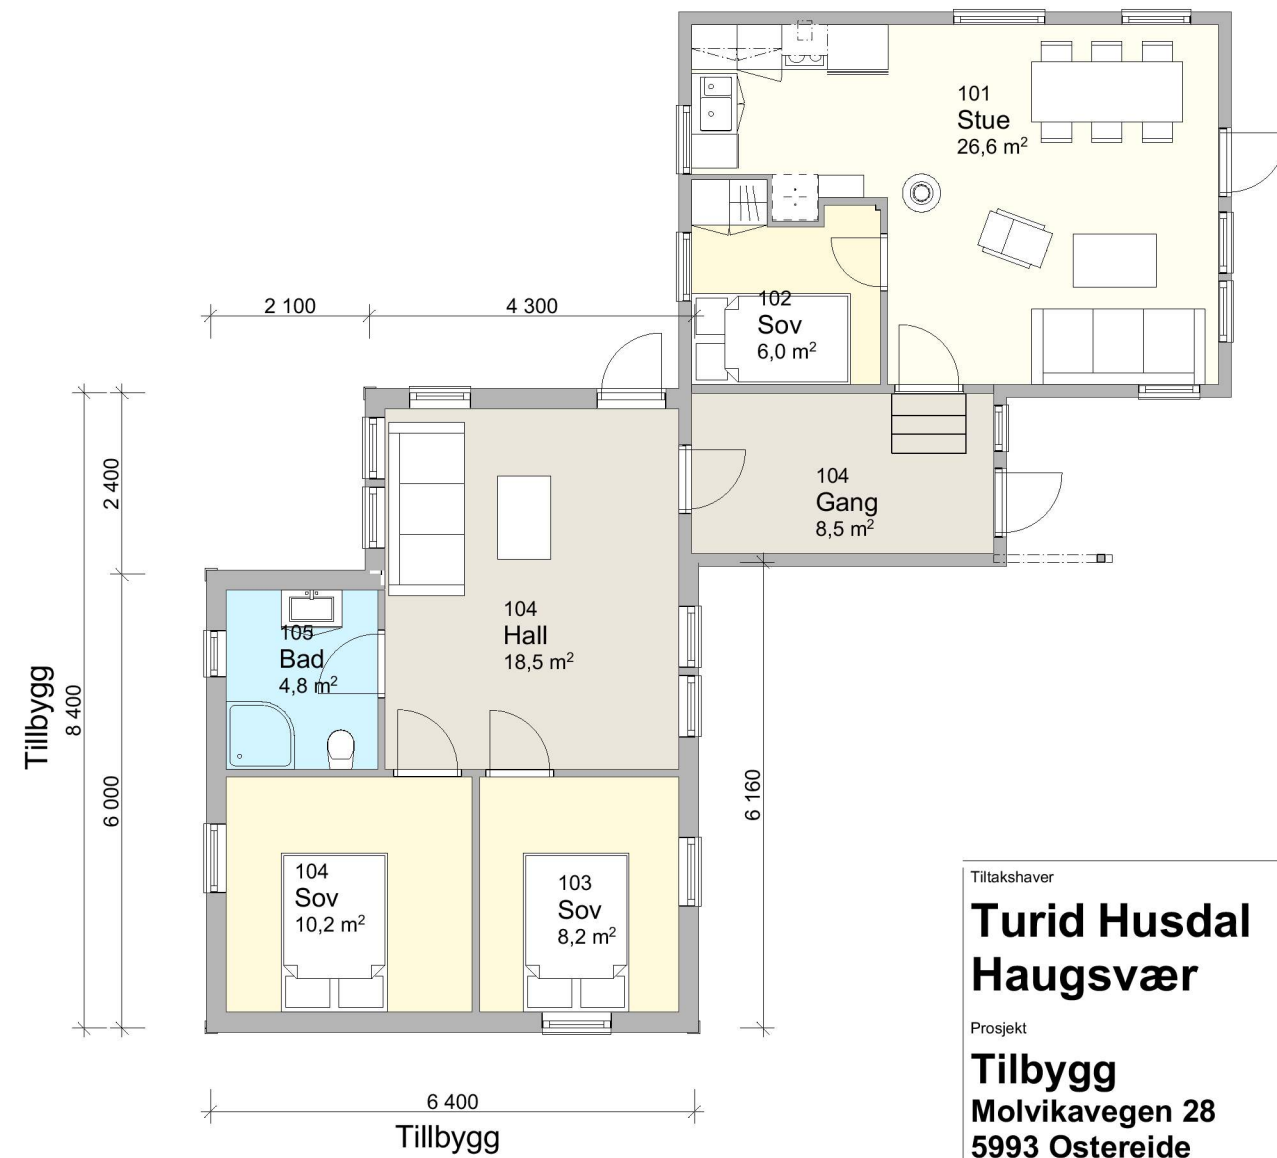 101
Stue
26,6 m²
102
Sov
6,0 m²
2 100
4 300
104
Gang
8,5 m²
2 400
104
Hall
18,5 m²
105
Bad
4,8 m²
Tillbygg
8 400
6 000
6 160
104
Sov
10,2 m²
103
Sov
8,2 m²
6 400
Tillbygg
Tiltakshaver
Turid Husdal
Haugsvær
Prosjekt
Tilbygg
Molvikavegen 28
5993 Ostereide